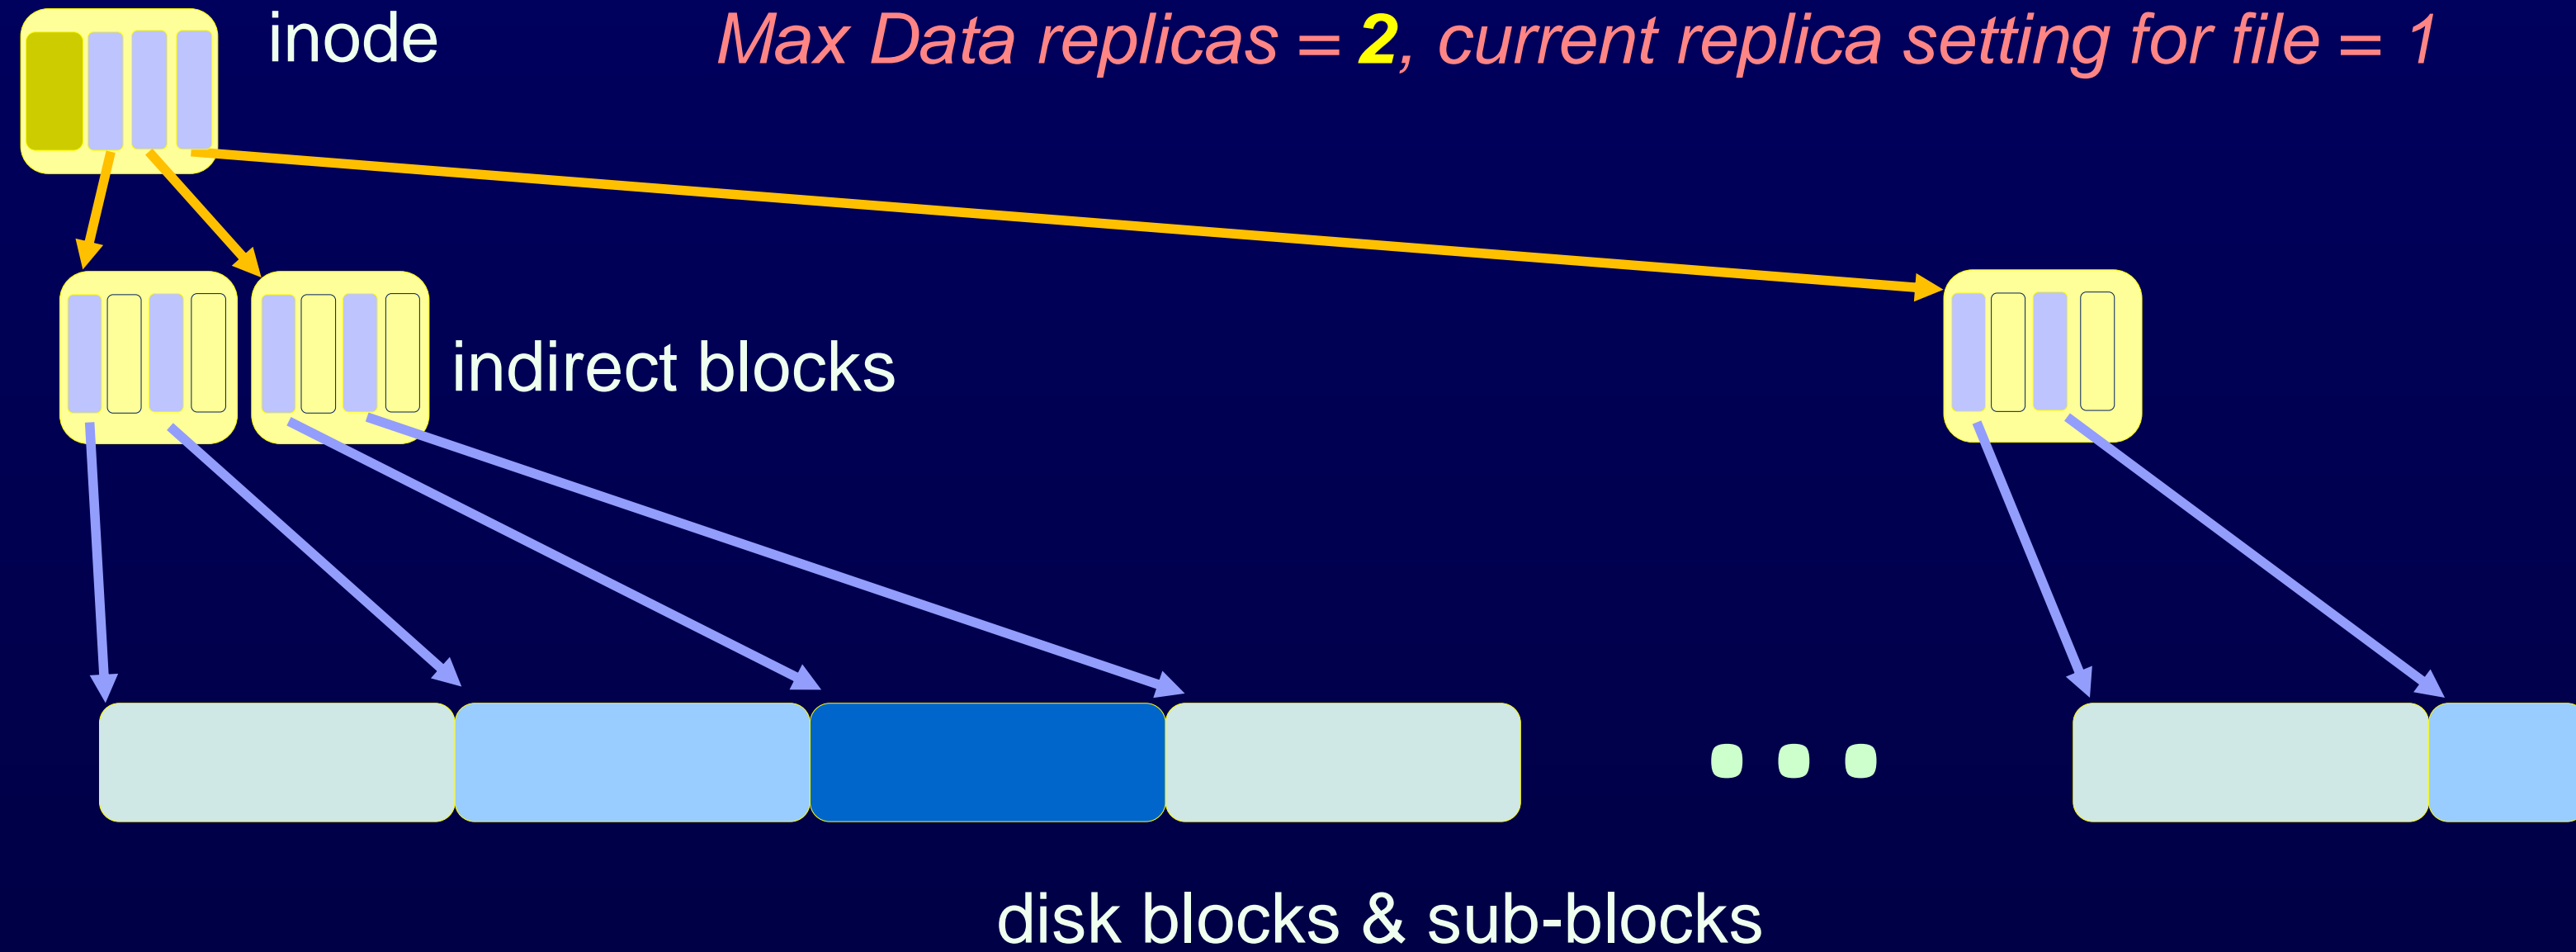 inode
Max Data replicas = 2, current replica setting for file = 1
indirect blocks
disk blocks & sub-blocks